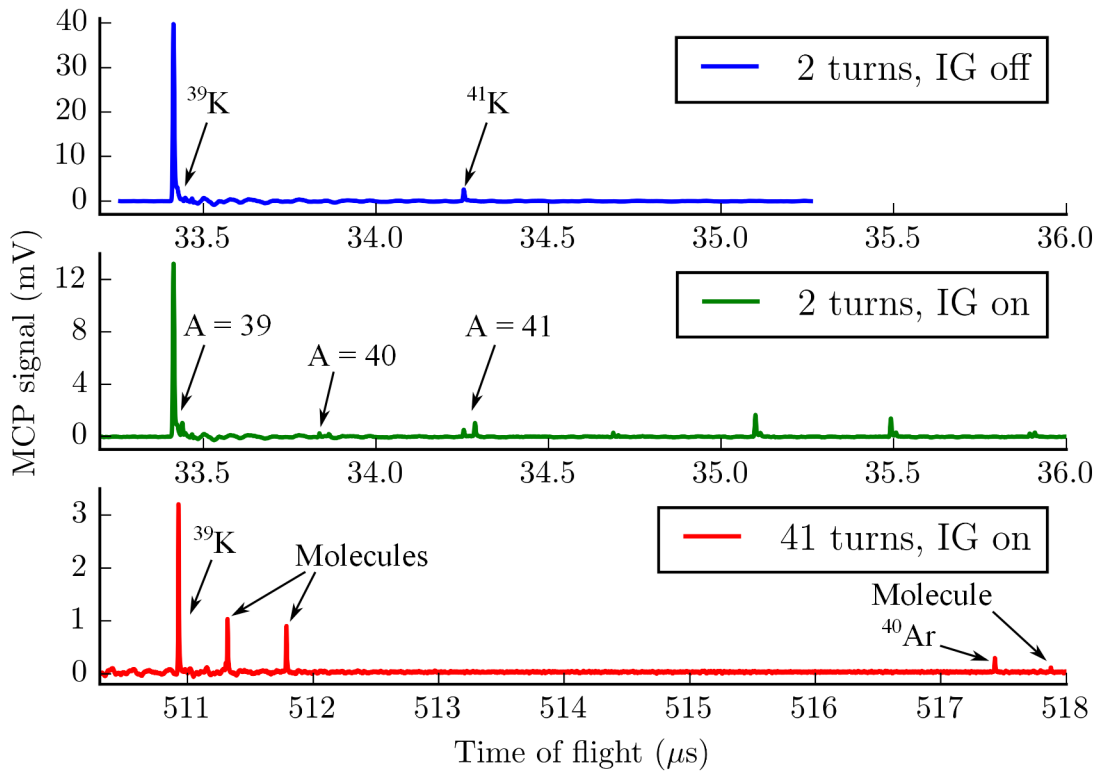 40
30
20
10
0
³⁹K
⁴¹K
2 turns, IG off
33.5 34.0 34.5 35.0 35.5 36.0
MCP signal (mV)
12
8
4
0
A = 39
A = 40
A = 41
2 turns, IG on
33.5 34.0 34.5 35.0 35.5 36.0
3
2
1
0
³⁹K
Molecules
41 turns, IG on
Molecule
⁴⁰Ar
511 512 513 514 515 516 517 518
Time of flight (μs)